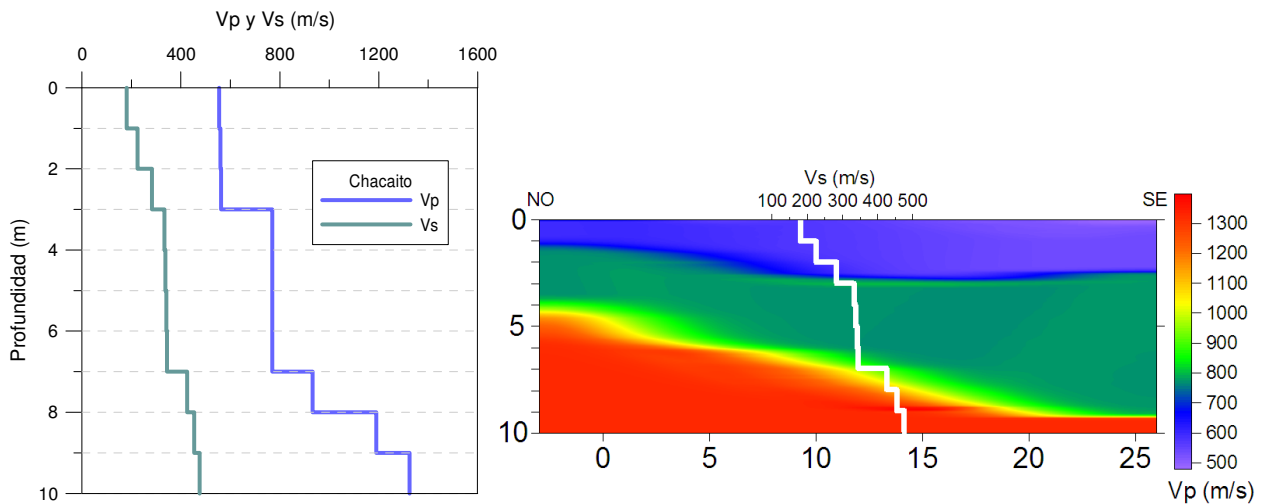 Vp y Vs (m/s)
0 400 800 1200 1600
Profundidad (m)
0
2
4
6
8
10
Chacaito
Vp
Vs
Vs (m/s)
NO 100 200 300 400 500 SE
0
5
10
0 5 10 15 20 25
1300
1200
1100
1000
900
800
700
600
500
Vp (m/s)